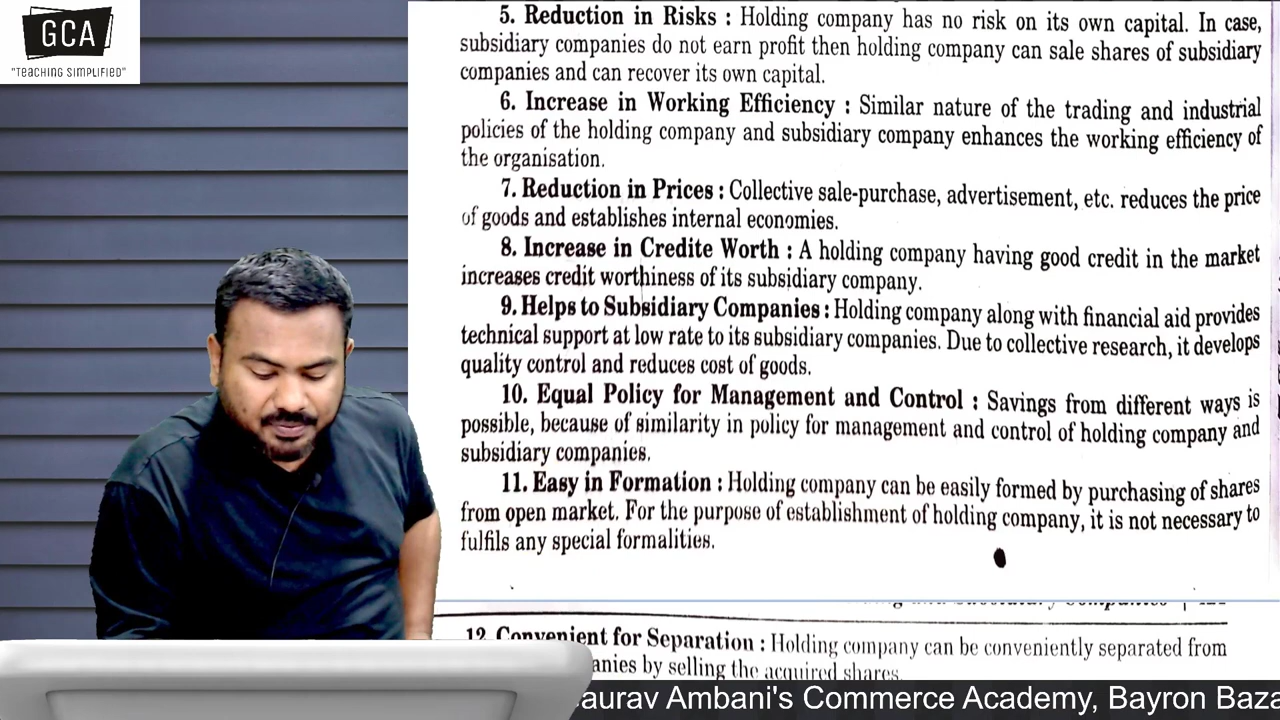 GCA
"TEACHING SIMPLIFIED"
5. Reduction in Risks : Holding company has no risk on its own capital. In case,
subsidiary companies do not earn profit then holding company can sale shares of subsidiary
companies and can recover its own capital.
6. Increase in Working Efficiency : Similar nature of the trading and industrial
policies of the holding company and subsidiary company enhances the working efficiency of
the organisation.
7. Reduction in Prices : Collective sale-purchase, advertisement, etc. reduces the price
of goods and establishes internal economies.
8. Increase in Credite Worth : A holding company having good credit in the market
increases credit worthiness of its subsidiary company.
9. Helps to Subsidiary Companies : Holding company along with financial aid provides
technical support at low rate to its subsidiary companies. Due to collective research, it develops
quality control and reduces cost of goods.
10. Equal Policy for Management and Control : Savings from different ways is
possible, because of similarity in policy for management and control of holding company and
subsidiary companies.
11. Easy in Formation : Holding company can be easily formed by purchasing of shares
from open market. For the purpose of establishment of holding company, it is not necessary to
fulfils any special formalities.
12. Convenient for Separation : Holding company can be conveniently separated from
anies by selling the acquired shares.
aurav Ambani's Commerce Academy, Bayron Baza